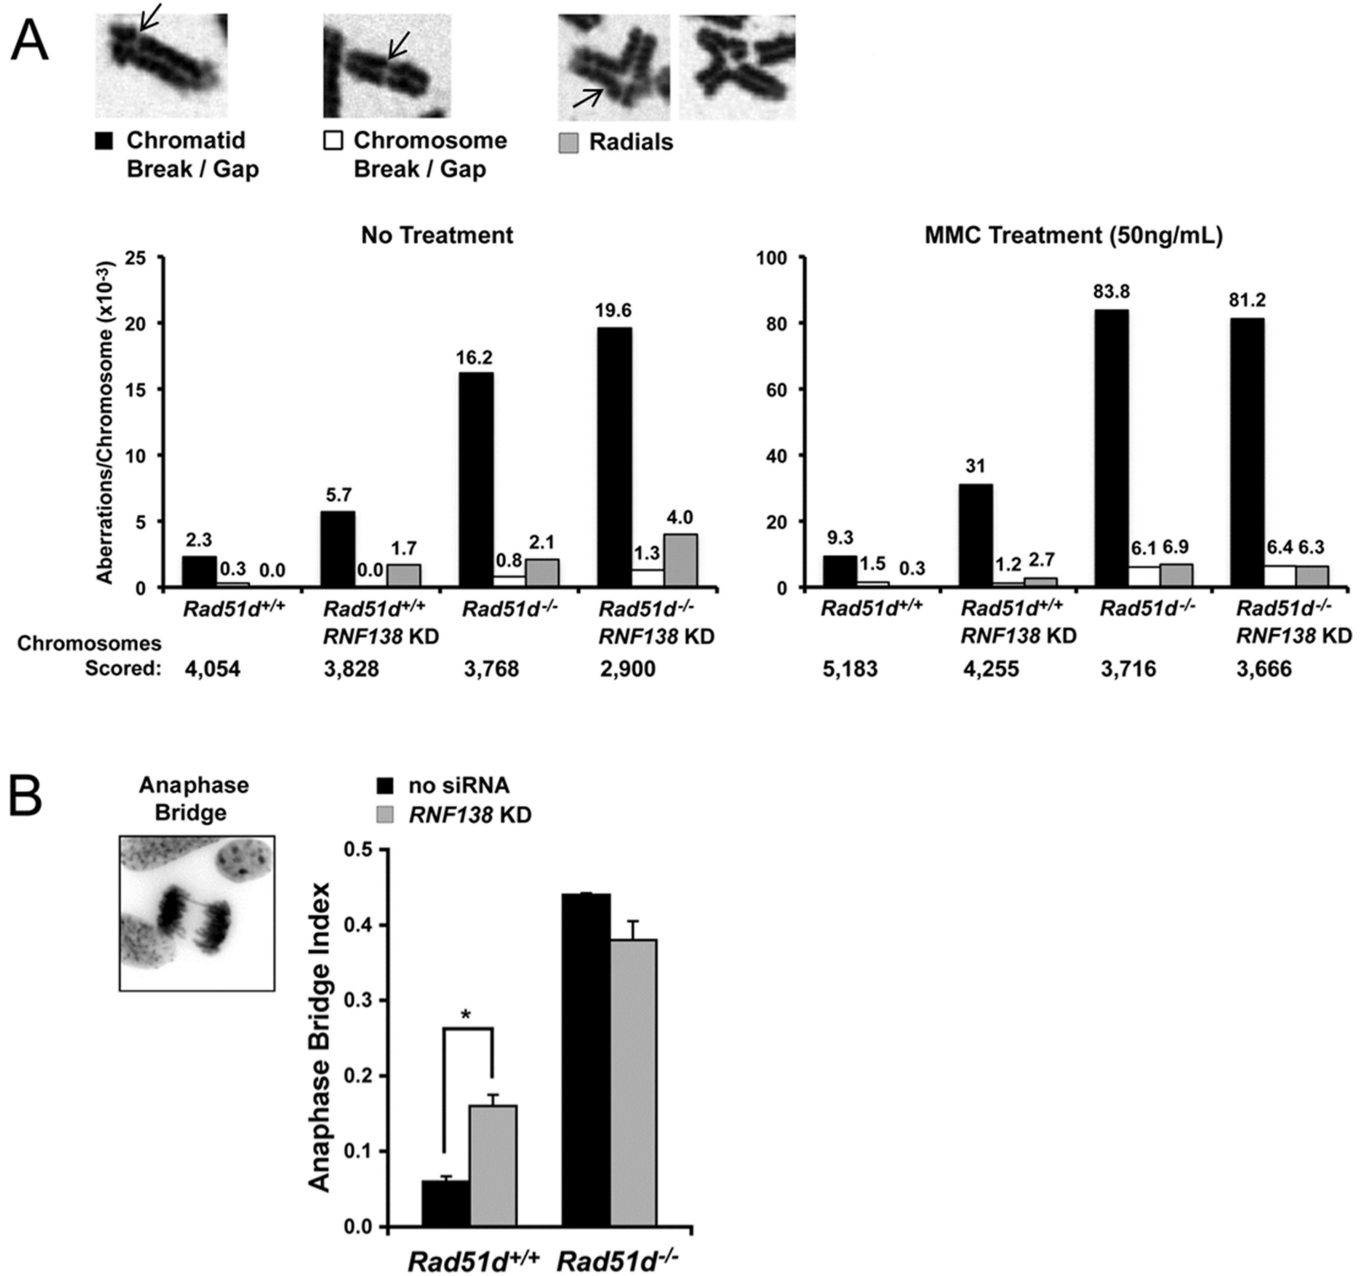 A
Chromatid
Break / Gap
Chromosome
Break / Gap
Radials
No Treatment
MMC Treatment (50ng/mL)
Aberrations/Chromosome (x10-3)
25
20
15
10
5
0
2.3
0.3
0.0
5.7
0.0
1.7
16.2
0.8
2.1
19.6
1.3
4.0
Rad51d+/+
Rad51d+/+
RNF138 KD
Rad51d-/-
Rad51d-/-
RNF138 KD
100
80
60
40
20
0
9.3
1.5
0.3
31
1.2
2.7
83.8
6.1
6.9
81.2
6.4
6.3
Rad51d+/+
Rad51d+/+
RNF138 KD
Rad51d-/-
Rad51d-/-
RNF138 KD
Chromosomes
Scored:
4,054
3,828
3,768
2,900
5,183
4,255
3,716
3,666
B
Anaphase
Bridge
no siRNA
RNF138 KD
Anaphase Bridge Index
0.5
0.4
0.3
0.2
0.1
0.0
*
Rad51d+/+
Rad51d-/-